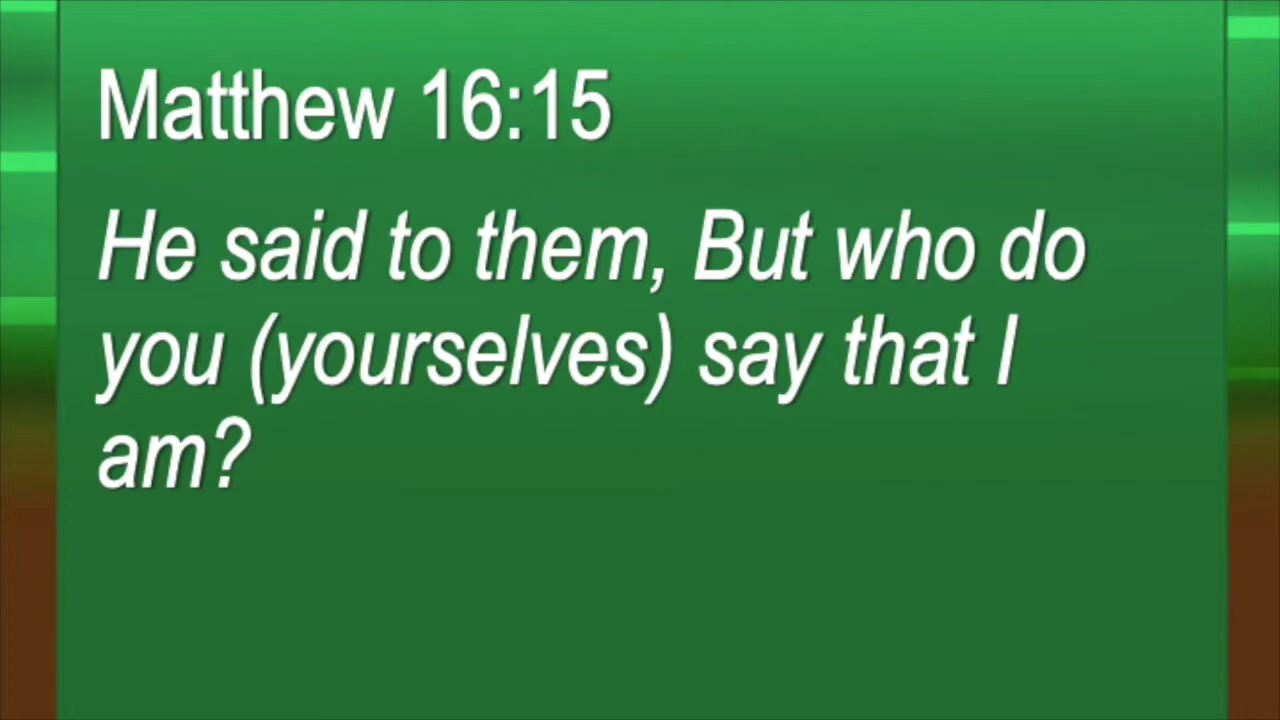 Matthew 16:15
He said to them, But who do
you (yourselves) say that I
am?